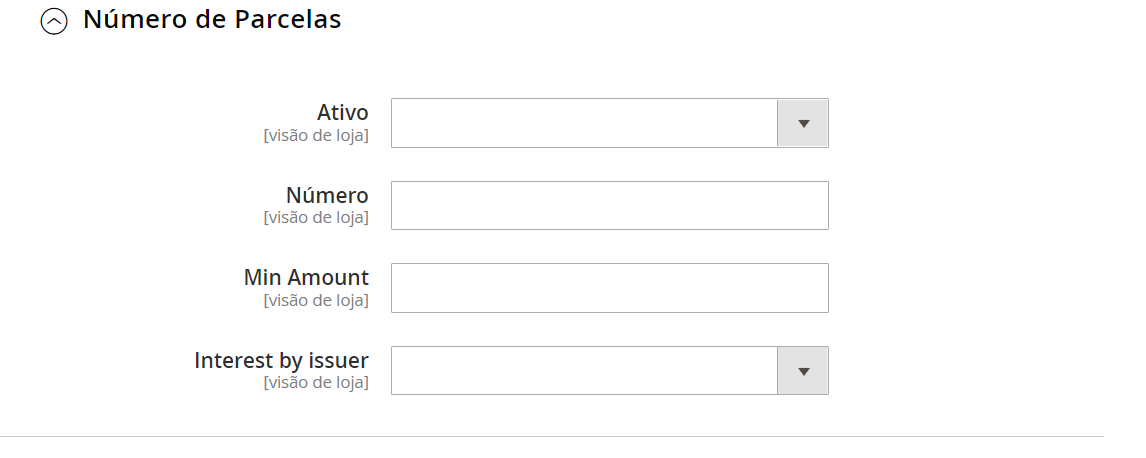 Número de Parcelas
Ativo
[visão de loja]
Número
[visão de loja]
Min Amount
[visão de loja]
Interest by issuer
[visão de loja]